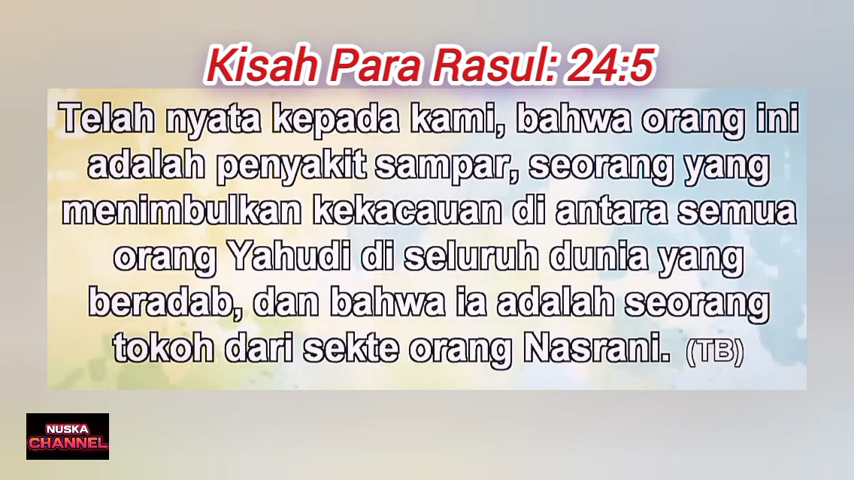 Kisah Para Rasul: 24:5
Telah nyata kepada kami, bahwa orang ini
adalah penyakit sampar, seorang yang
menimbulkan kekacauan di antara semua
orang Yahudi di seluruh dunia yang
beradab, dan bahwa ia adalah seorang
tokoh dari sekte orang Nasrani. (TB)
NUSKA
CHANNEL